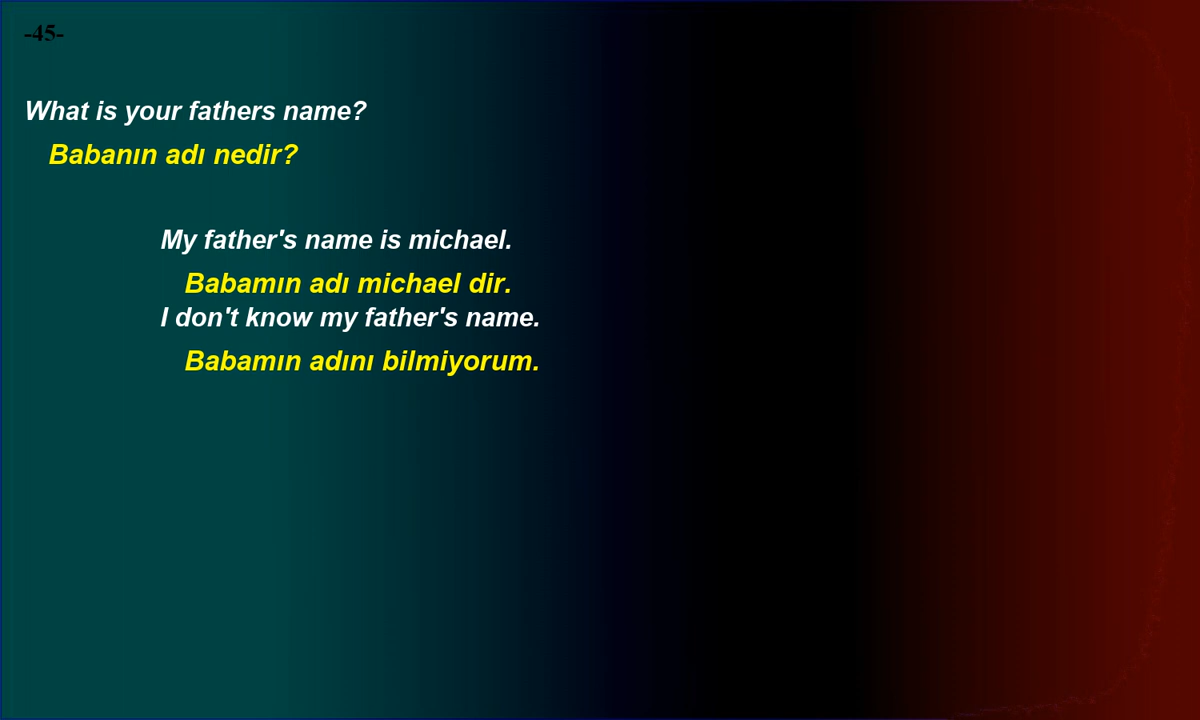 -45-
What is your fathers name?
Babanın adı nedir?
My father's name is michael.
Babamın adı michael dir.
I don't know my father's name.
Babamın adını bilmiyorum.